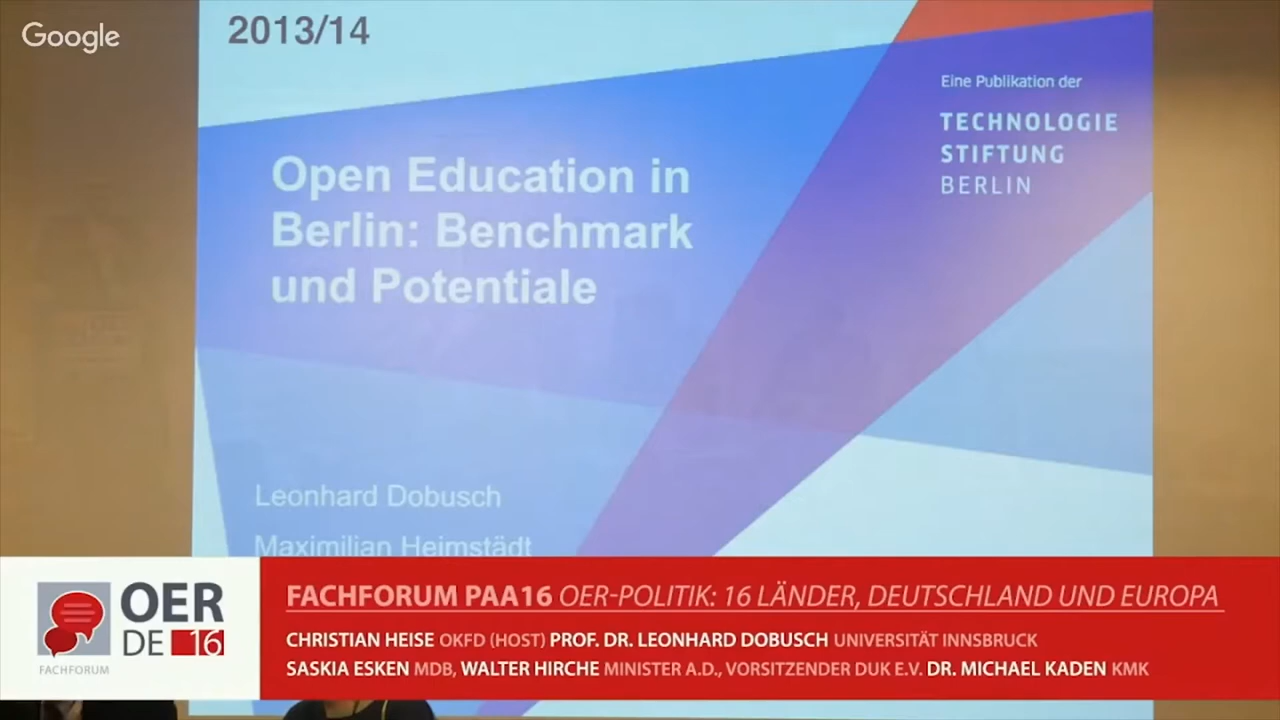 Google
2013/14
Eine Publikation der
TECHNOLOGIE
STIFTUNG
BERLIN
Open Education in
Berlin: Benchmark
und Potentiale
Leonhard Dobusch
Maximilian Heimstädt
OER
DE 16
FACHFORUM
FACHFORUM PAA16 OER-POLITIK: 16 LÄNDER, DEUTSCHLAND UND EUROPA
CHRISTIAN HEISE OKFD (HOST) PROF. DR. LEONHARD DOBUSCH UNIVERSITÄT INNSBRUCK
SASKIA ESKEN MDB, WALTER HIRCHE MINISTER A.D., VORSITZENDER DUK E.V. DR. MICHAEL KADEN KMK